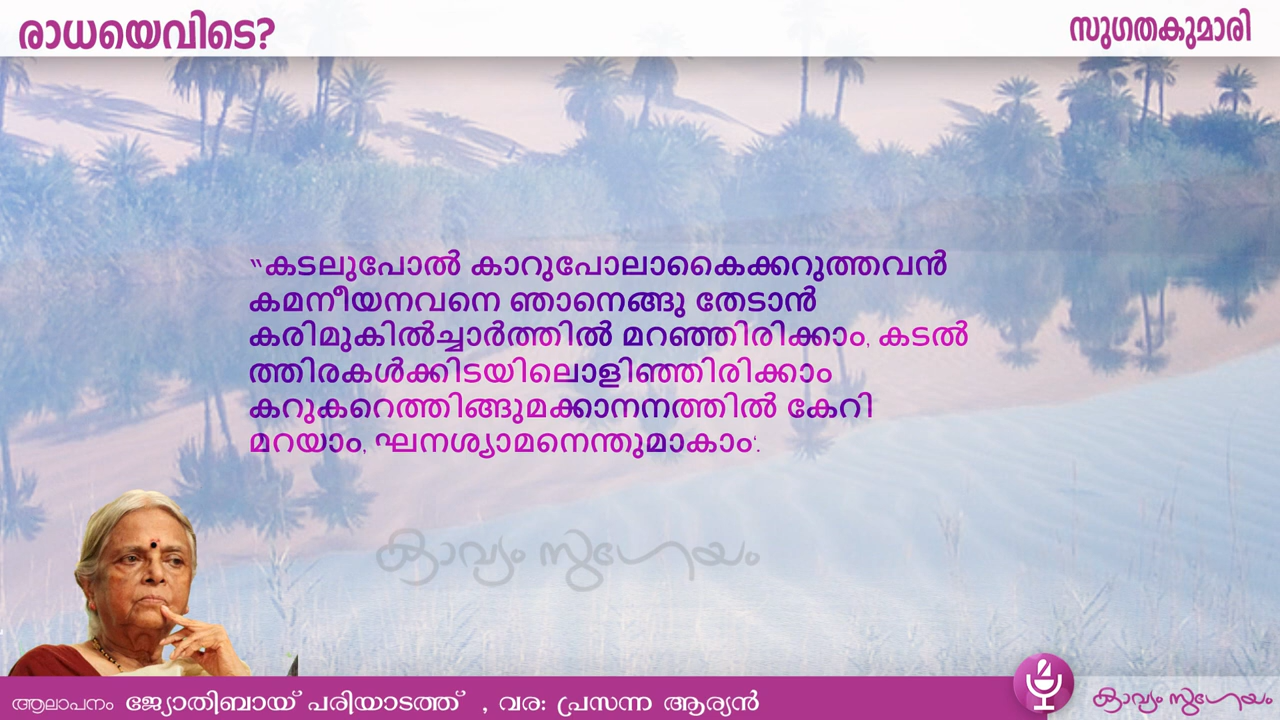 രാധയെവിടെ?
സുഗതകുമാരി
“കടലുപോൽ കാറുപോലാകൈക്കറുത്തവൻ
കമനീയനവനെ ഞാനെങ്ങു തേടാൻ
കരിമുകിൽച്ചാർത്തിൽ മറഞ്ഞിരിക്കാം, കടൽ
ത്തിരകൾക്കിടയിലൊളിഞ്ഞിരിക്കാം
കറുകറെത്തിങ്ങുമക്കാനനത്തിൽ കേറി
മറയാം, ഘനശ്യാമനെന്തുമാകാം‘.
കാവ്യം സുഗേയം
ആലാപനം ജ്യോതിബായ് പരിയാടത്ത് , വര: പ്രസന്ന ആര്യൻ
കാവ്യം സുഗേയം